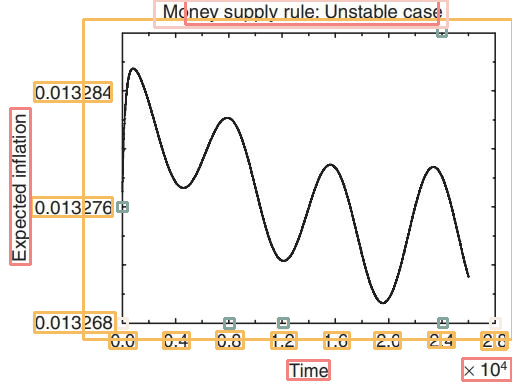 Money supply rule: Unstable case
0.013284
Expected inflation
0.013276
0.013268
0.0 0.4 0.8 1.2 1.6 2.0 2.4 2.8
Time
× 10⁴